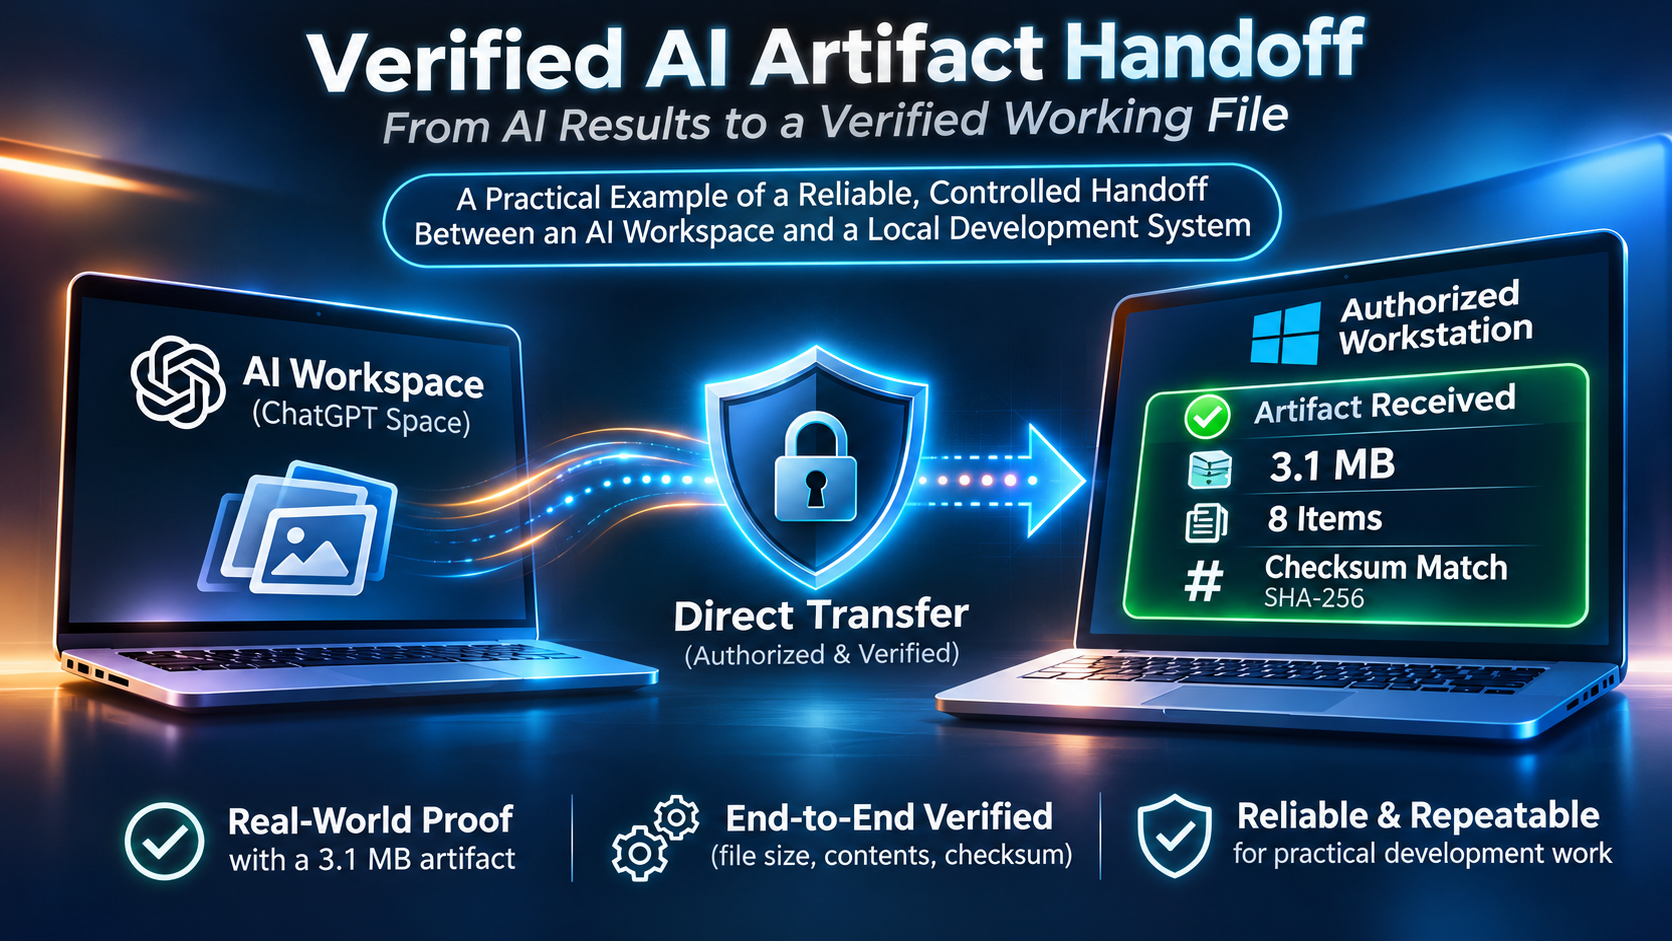 Verified AI Artifact Handoff
From AI Results to a Verified Working File
A Practical Example of a Reliable, Controlled Handoff
Between an AI Workspace and a Local Development System
AI Workspace
(ChatGPT Space)
Direct Transfer
(Authorized & Verified)
Authorized
Workstation
Artifact Received
3.1 MB
8 Items
# Checksum Match
SHA-256
Real-World Proof
with a 3.1 MB artifact
End-to-End Verified
(file size, contents, checksum)
Reliable & Repeatable
for practical development work